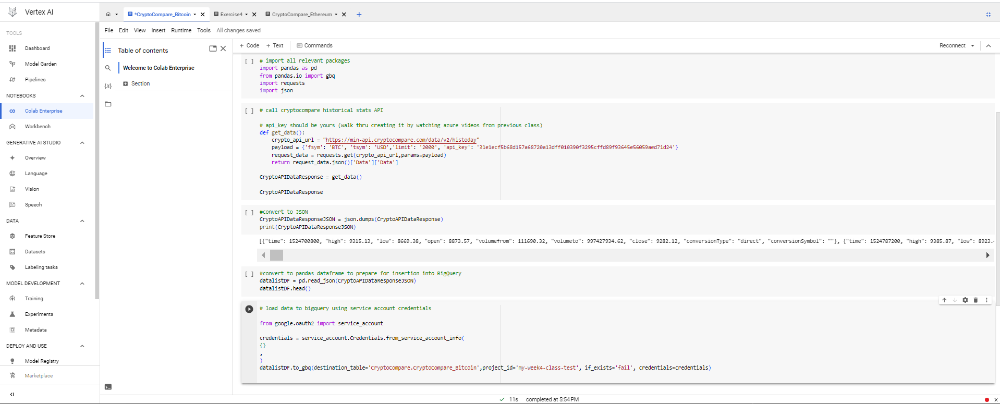 Vertex AI
TOOLS
Dashboard
Model Garden
Pipelines
NOTEBOOKS
Colab Enterprise
Workbench
GENERATIVE AI STUDIO
Overview
Language
Vision
Speech
DATA
Feature Store
Datasets
Labeling tasks
MODEL DEVELOPMENT
Training
Experiments
Metadata
DEPLOY AND USE
Model Registry
Marketplace
*CryptoCompare_Bitcoin
Exercise4
CryptoCompare_Ethereum
File Edit View Insert Runtime Tools All changes saved
Table of contents
Welcome to Colab Enterprise
Section
{x}
+ Code + Text Commands
Reconnect
[ ] # import all relevant packages
import pandas as pd
from pandas.io import gbq
import requests
import json
[ ] # call cryptocompare historical stats API
# api_key should be yours (walk thru creating it by watching azure videos from previous class)
def get_data():
crypto_api_url = "https://min-api.cryptocompare.com/data/v2/histoday"
payload = {'fsym': 'BTC', 'tsym': 'USD','limit': '2000', 'api_key': '31e1ecf5b68d157a68720a13dff010390f3295cffd89f93645e56059aed71d24'}
request_data = requests.get(crypto_api_url,params=payload)
return request_data.json()['Data']['Data']
CryptoAPIDataResponse = get_data()
CryptoAPIDataResponse
[ ] #convert to JSON
CryptoAPIDataResponseJSON = json.dumps(CryptoAPIDataResponse)
print(CryptoAPIDataResponseJSON)
[{"time": 1524700800, "high": 9315.13, "low": 8669.38, "open": 8873.57, "volumefrom": 111690.32, "volumeto": 997427934.62, "close": 9282.12, "conversionType": "direct", "conversionSymbol": ""}, {"time": 1524787200, "high": 9385.87, "low": 8923.
[ ] #convert to pandas dataframe to prepare for insertion into BigQuery
datalistDF = pd.read_json(CryptoAPIDataResponseJSON)
datalistDF.head()
# load data to bigquery using service account credentials
from google.oauth2 import service_account
credentials = service_account.Credentials.from_service_account_info(
{}
,
)
datalistDF.to_gbq(destination_table='CryptoCompare.CryptoCompare_Bitcoin',project_id='my-week4-class-test', if_exists='fail', credentials=credentials)
11s completed at 5:54 PM